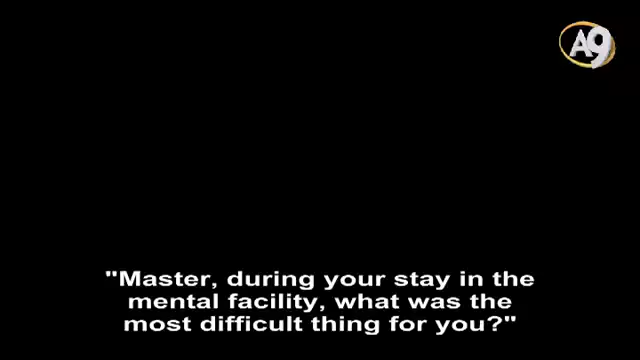 A9
"Master, during your stay in the
mental facility, what was the
most difficult thing for you?"